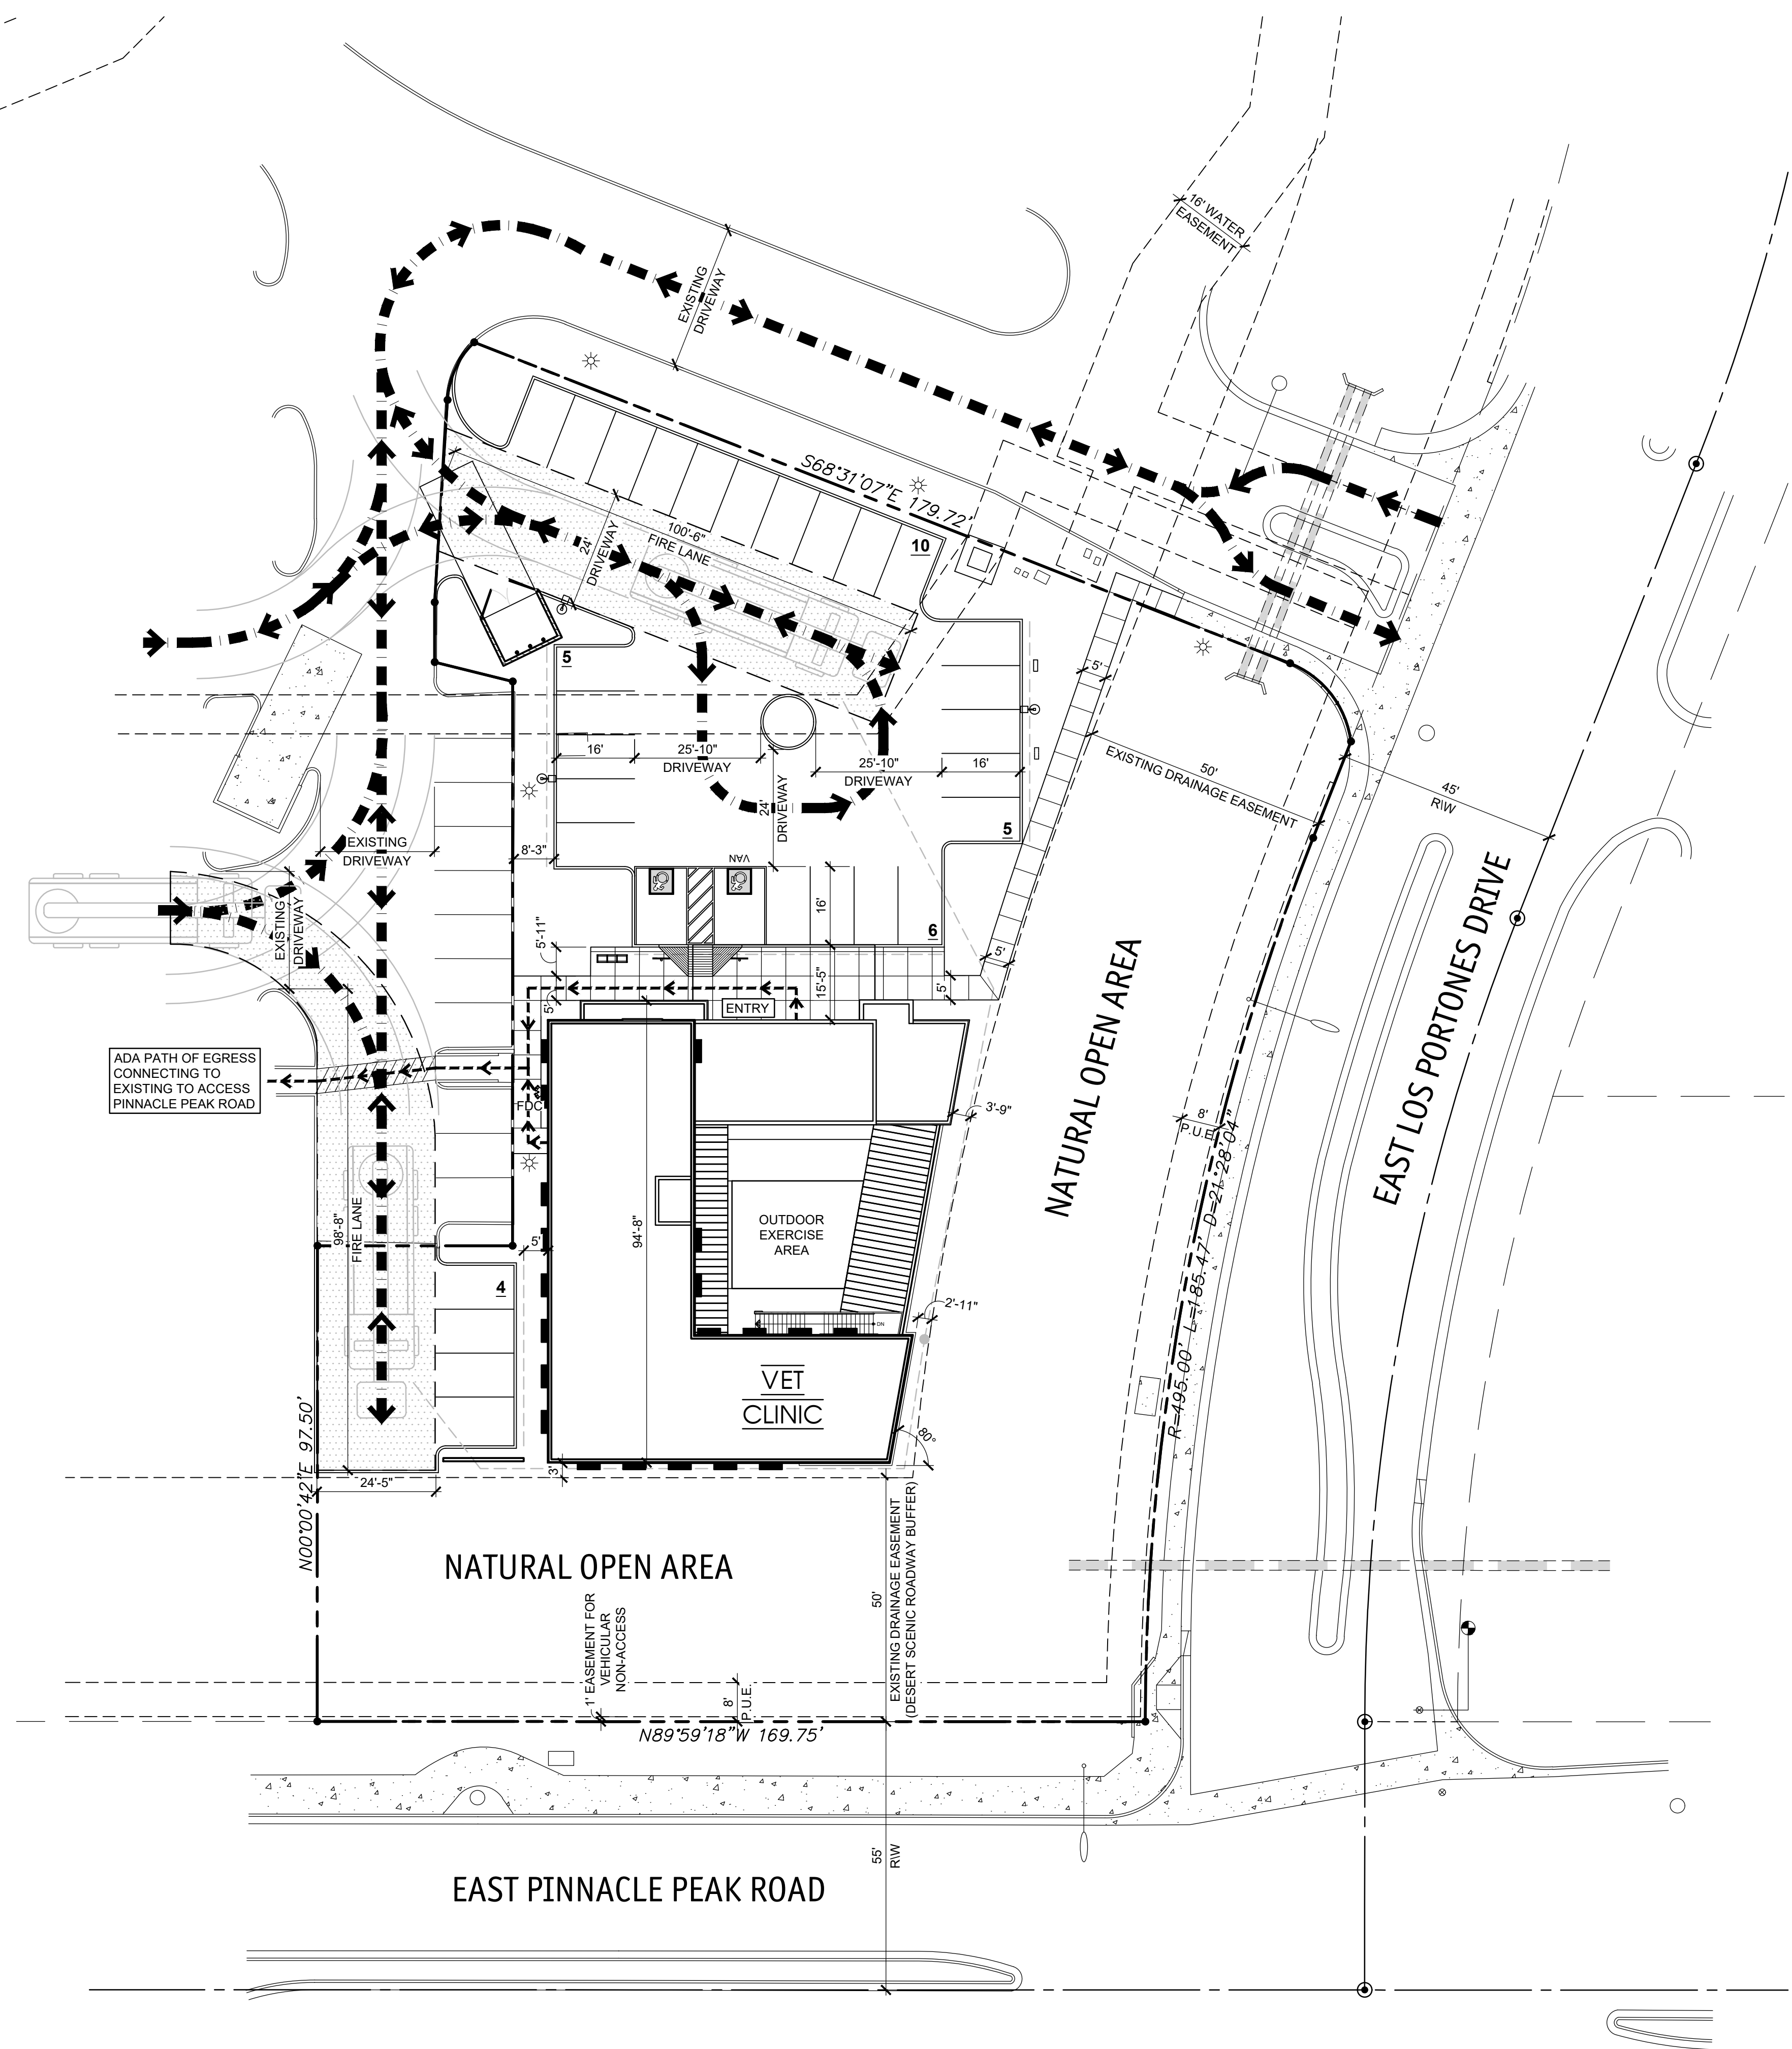 16' WATER
EASEMENT
EXISTING
DRIVEWAY
S68°31'07"E 179.72'
100'-6"
FIRE LANE
24'
DRIVEWAY
10
5
5'
16'
25'-10"
DRIVEWAY
25'-10"
DRIVEWAY
16'
24'
DRIVEWAY
50'
EXISTING DRAINAGE EASEMENT
45'
R\W
EXISTING
DRIVEWAY
8'-3"
5
VAN
EXISTING
DRIVEWAY
16'
6
5'-11"
5'
15'-5"
5'
5'
ENTRY
NATURAL OPEN AREA
EAST LOS PORTONES DRIVE
ADA PATH OF EGRESS
CONNECTING TO
EXISTING TO ACCESS
PINNACLE PEAK ROAD
FDC
3'-9"
8'
P.U.E.
98'-8"
FIRE LANE
94'-8"
5'
OUTDOOR
EXERCISE
AREA
4
2'-11"
DN
R=495.00' L=185.47' D=21°28'04"
VET
CLINIC
80°
3'
24'-5"
N00°00'42"E 97.50'
NATURAL OPEN AREA
50'
EXISTING DRAINAGE EASEMENT
(DESERT SCENIC ROADWAY BUFFER)
1' EASEMENT FOR
VEHICULAR
NON-ACCESS
8'
P.U.E.
N89°59'18"W 169.75'
55'
R\W
EAST PINNACLE PEAK ROAD